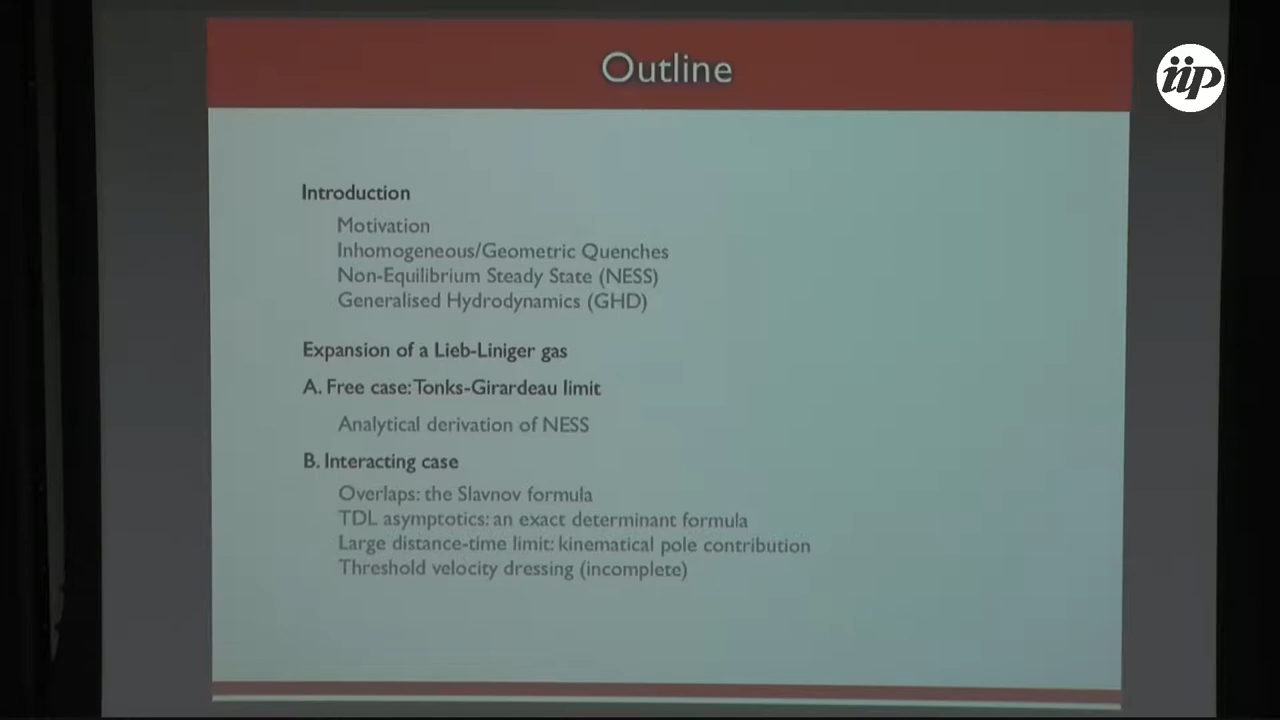 Outline
iip
Introduction
Motivation
Inhomogeneous/Geometric Quenches
Non-Equilibrium Steady State (NESS)
Generalised Hydrodynamics (GHD)
Expansion of a Lieb-Liniger gas
A. Free case: Tonks-Girardeau limit
Analytical derivation of NESS
B. Interacting case
Overlaps: the Slavnov formula
TDL asymptotics: an exact determinant formula
Large distance-time limit: kinematical pole contribution
Threshold velocity dressing (incomplete)